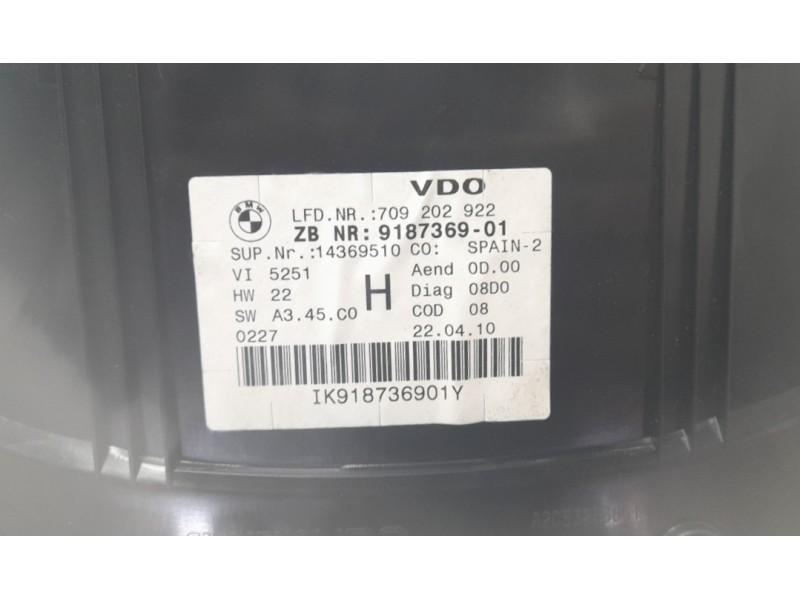 VDO
BMW
LFD.NR.:709 202 922
ZB NR: 9187369-01
SUP.Nr.:14369510 CO: SPAIN-2
VI 5251 Aend 0D.00
HW 22 H Diag 08D0
SW A3.45.C0 COD 08
0227 22.04.10
IK918736901Y